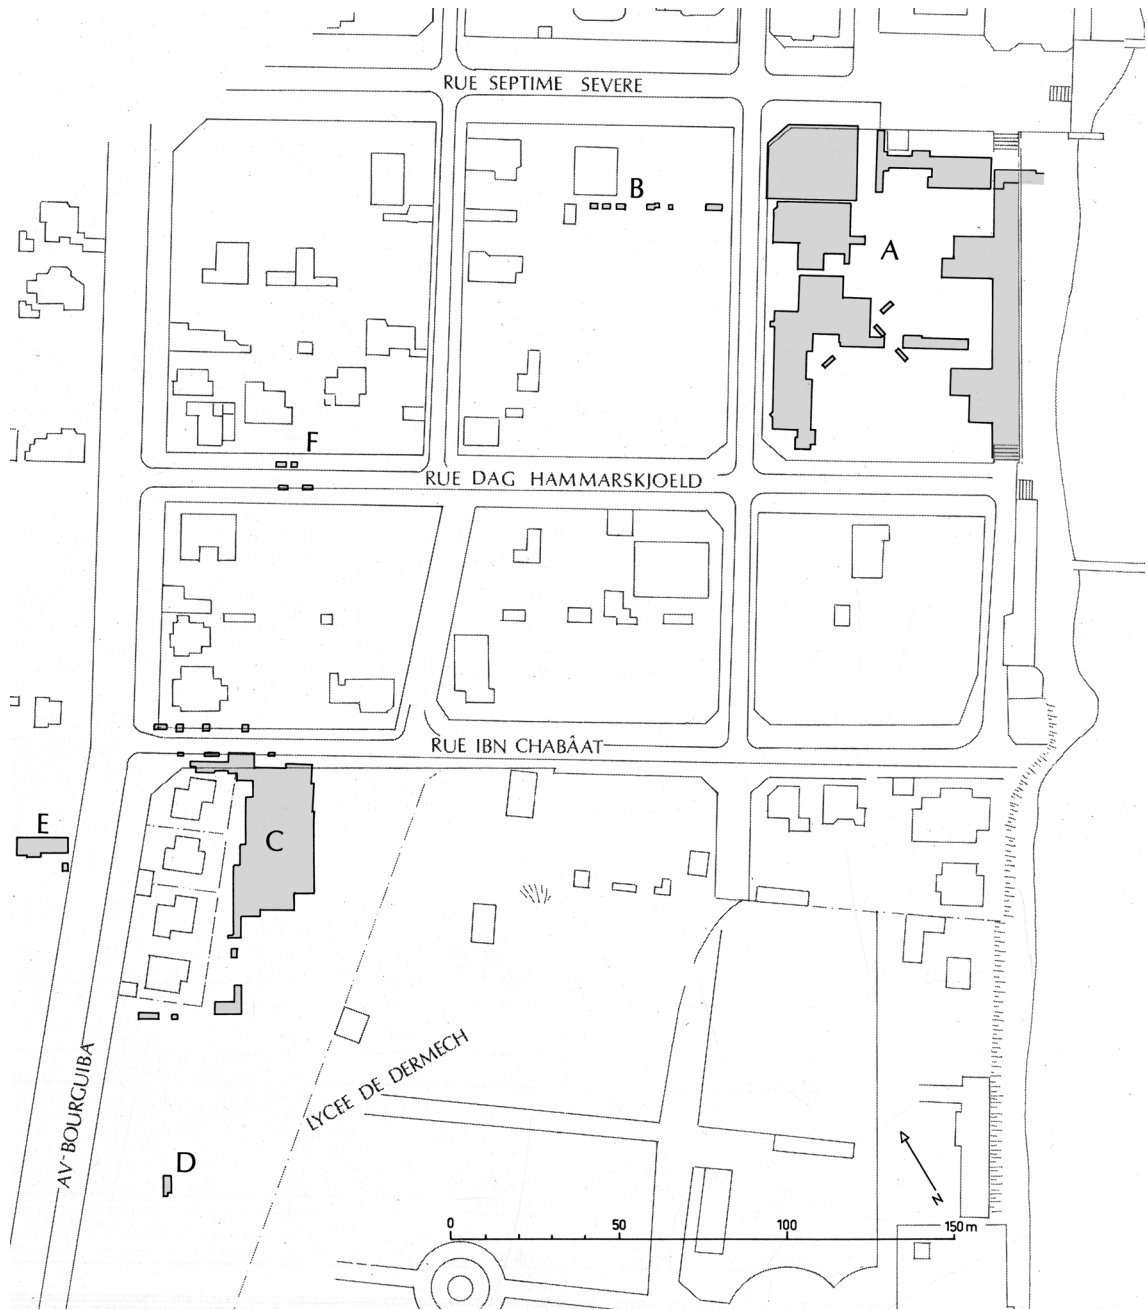 RUE SEPTIME SEVERE
B
A
F
RUE DAG HAMMARSKJOELD
RUE IBN CHABÂAT
E
C
LYCEE DE DERMECH
AV-BOURGUIBA
D
N
0 50 100 150 m